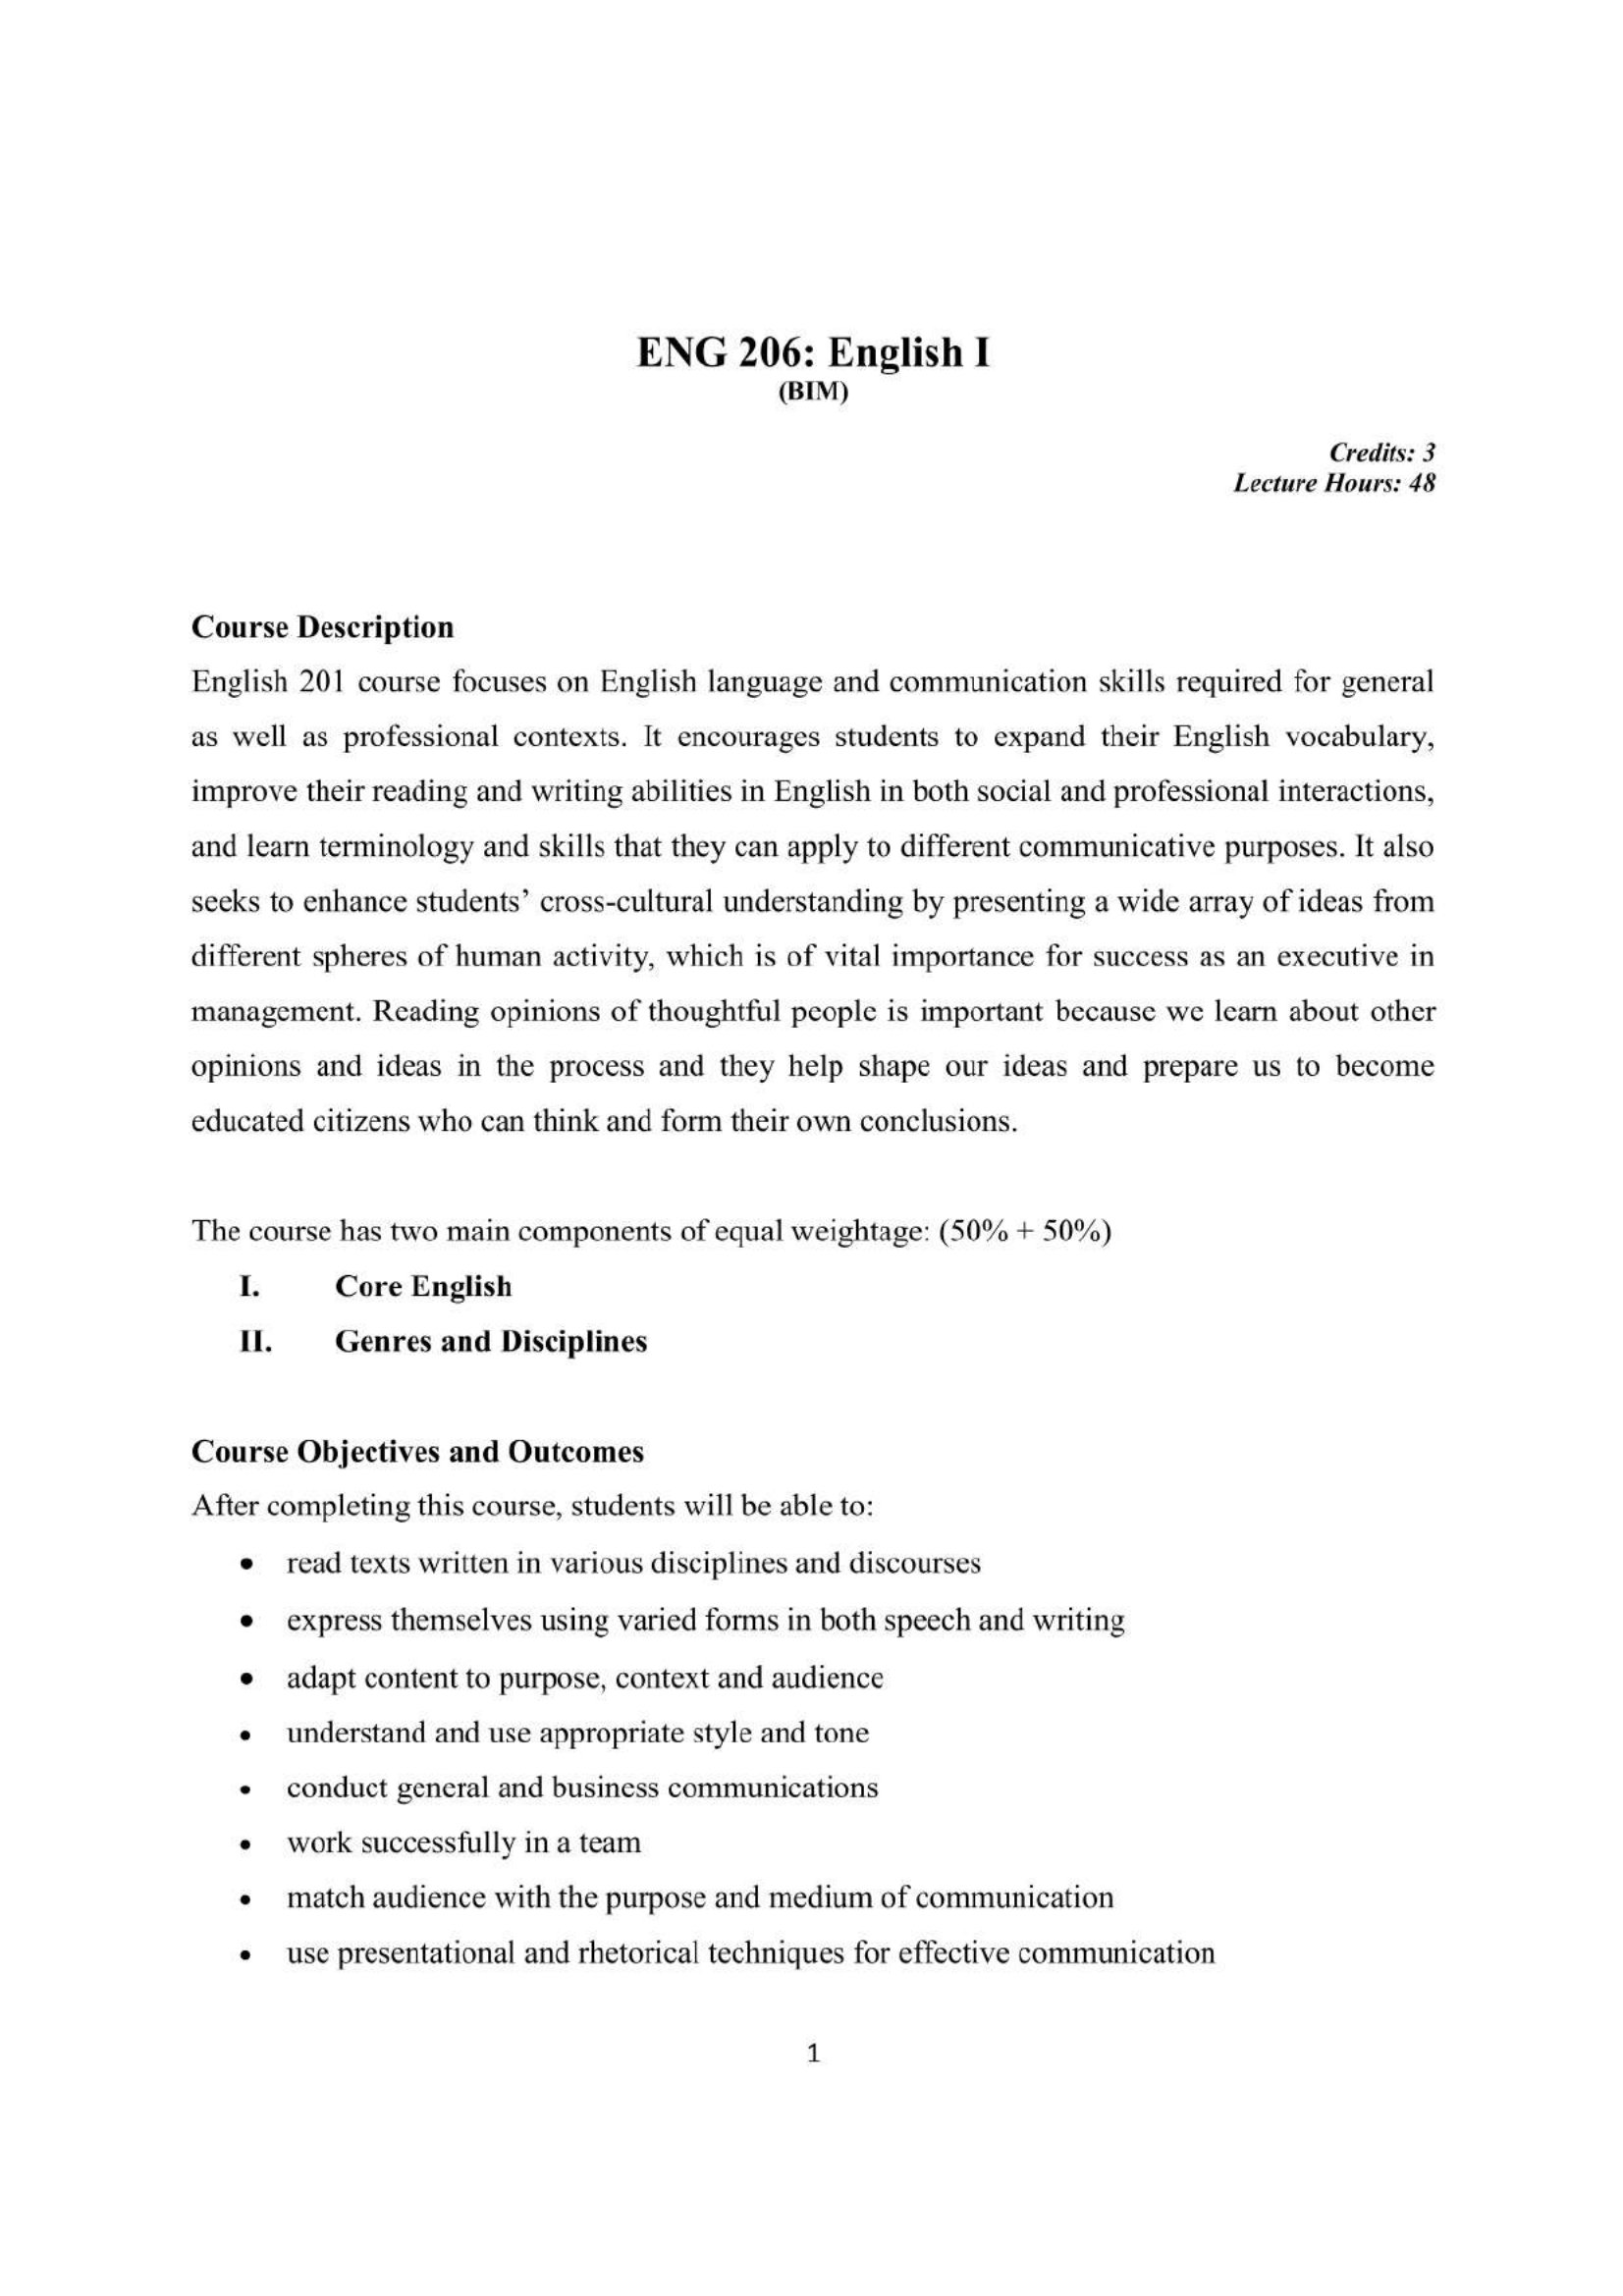 ENG 206: English I
(BIM)
Credits: 3
Lecture Hours: 48
Course Description
English 201 course focuses on English language and communication skills required for general
as well as professional contexts. It encourages students to expand their English vocabulary,
improve their reading and writing abilities in English in both social and professional interactions,
and learn terminology and skills that they can apply to different communicative purposes. It also
seeks to enhance students’ cross-cultural understanding by presenting a wide array of ideas from
different spheres of human activity, which is of vital importance for success as an executive in
management. Reading opinions of thoughtful people is important because we learn about other
opinions and ideas in the process and they help shape our ideas and prepare us to become
educated citizens who can think and form their own conclusions.
The course has two main components of equal weightage: (50% + 50%)
I. Core English
II. Genres and Disciplines
Course Objectives and Outcomes
After completing this course, students will be able to:
• read texts written in various disciplines and discourses
• express themselves using varied forms in both speech and writing
• adapt content to purpose, context and audience
• understand and use appropriate style and tone
• conduct general and business communications
• work successfully in a team
• match audience with the purpose and medium of communication
• use presentational and rhetorical techniques for effective communication
1